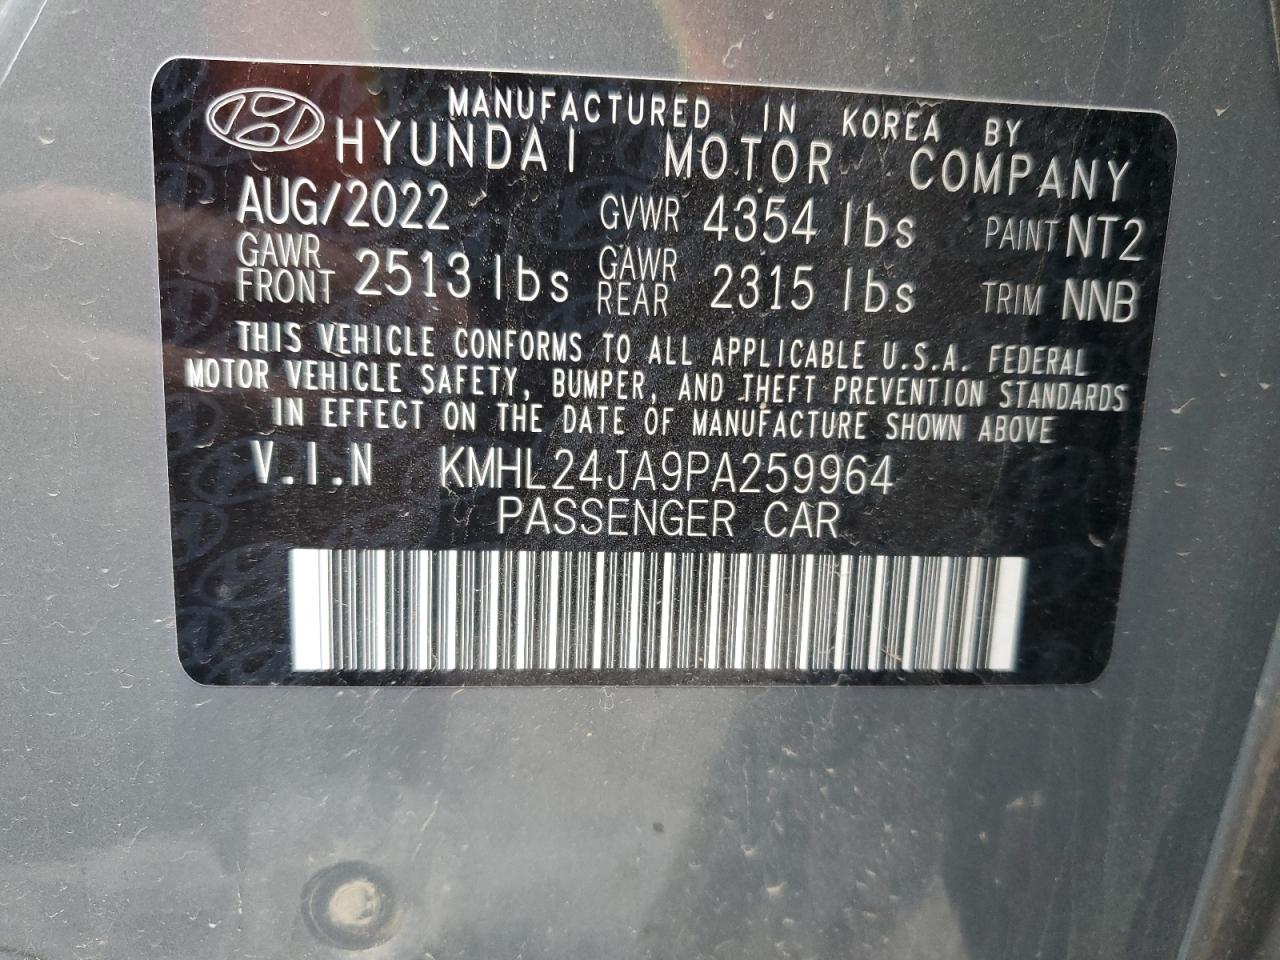 MANUFACTURED IN KOREA BY
HYUNDAI MOTOR COMPANY
AUG/2022 GVWR 4354 lbs PAINT NT2
GAWR FRONT 2513 lbs GAWR REAR 2315 lbs TRIM NNB
THIS VEHICLE CONFORMS TO ALL APPLICABLE U.S.A. FEDERAL
MOTOR VEHICLE SAFETY, BUMPER, AND THEFT PREVENTION STANDARDS
IN EFFECT ON THE DATE OF MANUFACTURE SHOWN ABOVE
V.I.N KMHL24JA9PA259964
PASSENGER CAR